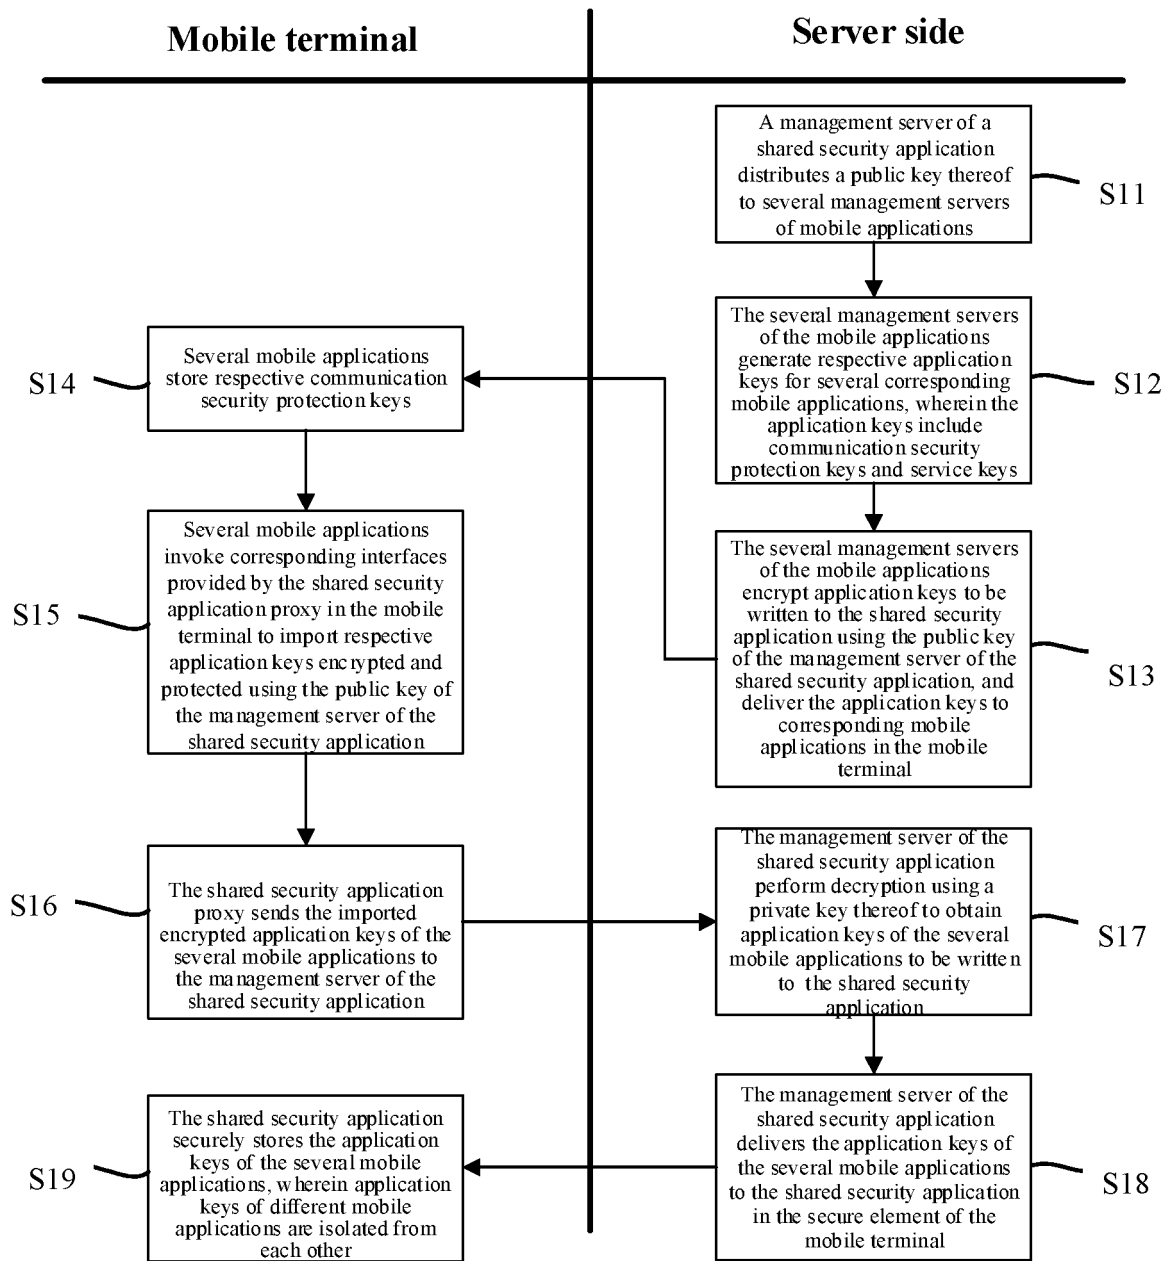 Mobile terminal
Server side
A management server of a
shared security application
distributes a public key thereof
to several management servers
of mobile applications
S11
The several management servers
of the mobile applications
generate respective application
keys for several corresponding
mobile applications, wherein the
application keys include
communication security
protection keys and service keys
S12
The several management servers
of the mobile applications
encrypt application keys to be
written to the shared security
application using the public key
of the management server of the
shared security application, and
deliver the application keys to
corresponding mobile
applications in the mobile
terminal
S13
S14
Several mobile applications
store respective communication
security protection keys
S15
Several mobile applications
invoke corresponding interfaces
provided by the shared security
application proxy in the mobile
terminal to import respective
application keys encrypted and
protected using the public key of
the management server of the
shared security application
S16
The shared security application
proxy sends the imported
encrypted application keys of the
several mobile applications to
the management server of the
shared security application
The management server of the
shared security application
perform decryption using a
private key thereof to obtain
application keys of the several
mobile applications to be written
to the shared security
application
S17
The management server of the
shared security application
delivers the application keys of
the several mobile applications
to the shared security application
in the secure element of the
mobile terminal
S18
S19
The shared security application
securely stores the application
keys of the several mobile
applications, wherein application
keys of different mobile
applications are isolated from
each other